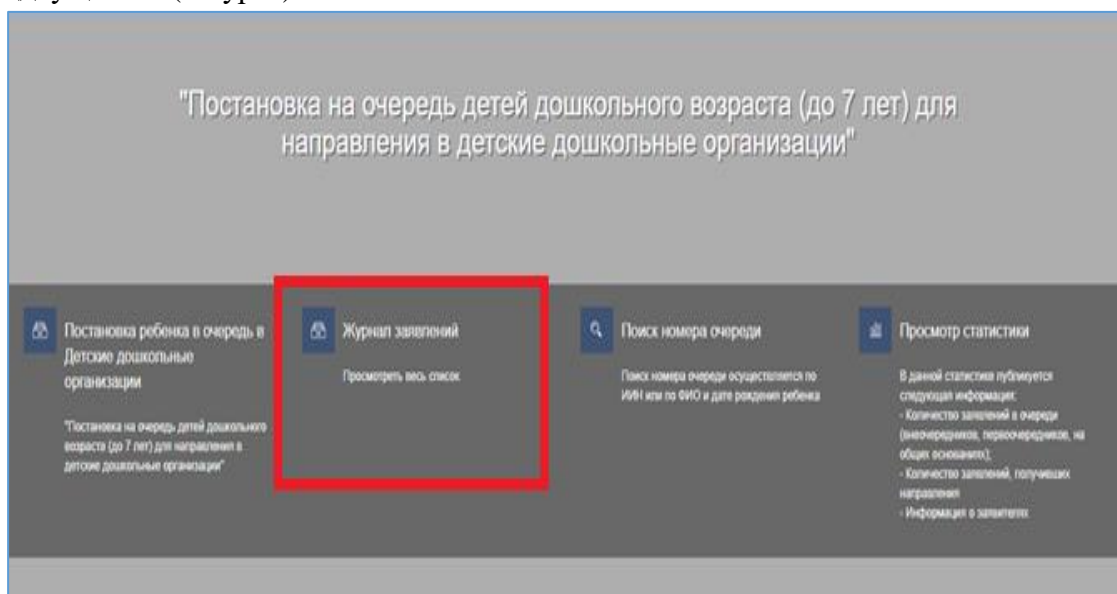 "Постановка на очередь детей дошкольного возраста (до 7 лет) для
направления в детские дошкольные организации"
Постановка ребенка в очередь в
Детские дошкольные
организации
"Постановка на очередь детей дошкольного
возраста (до 7 лет) для направления в
детские дошкольные организации"
Журнал заявлений
Просмотреть весь список
Поиск номера очереди
Поиск номера очереди осуществляется по
ИИН или по ФИО и дате рождения ребенка
Просмотр статистики
В данной статистике публикуется
следующая информация:
- Количество заявлений в очереди
(внеочередников, первоочередников, на
общих основаниях);
- Количество заявлений, получивших
направления
- Информация о заявителях